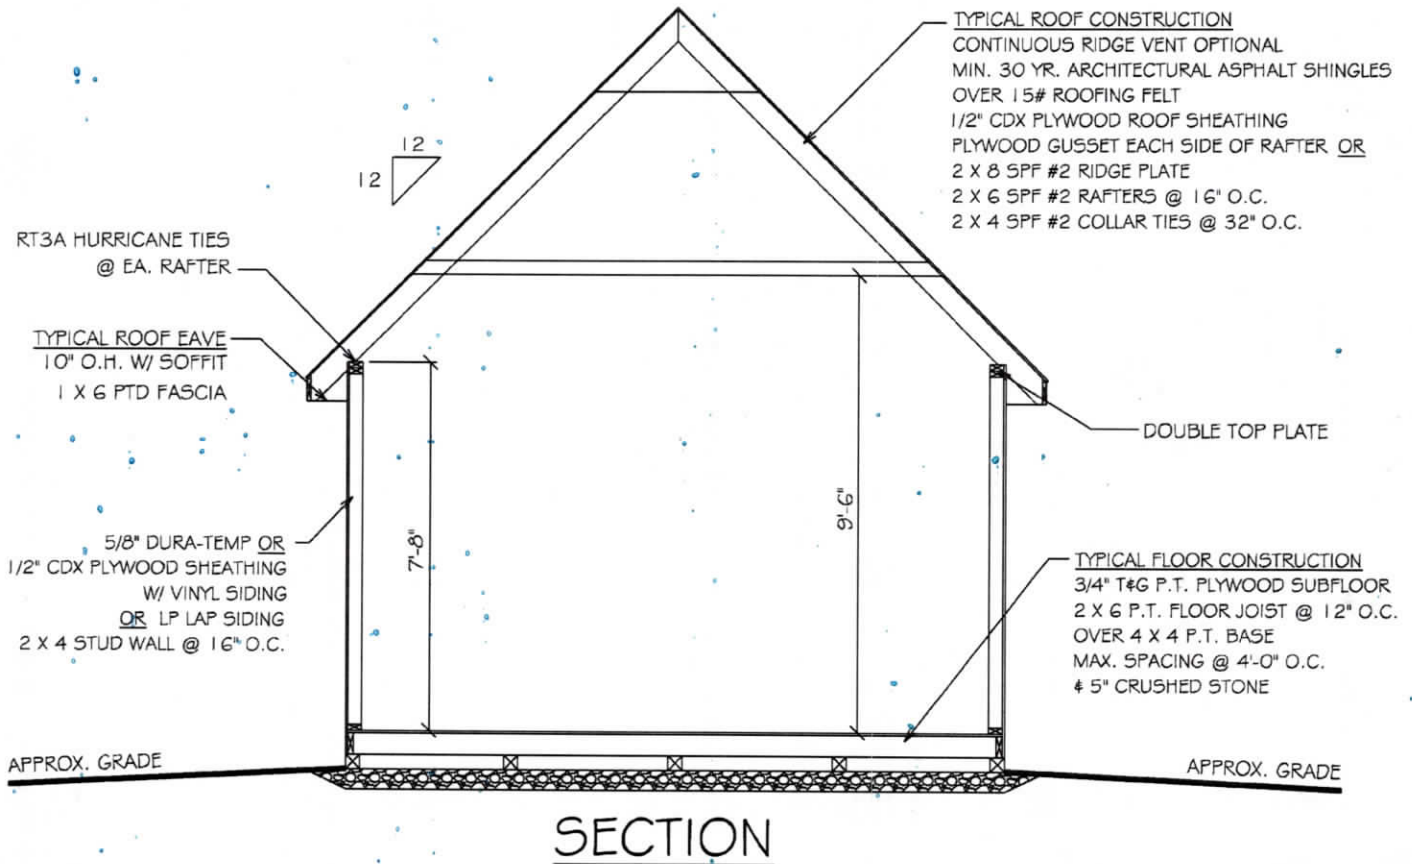 TYPICAL ROOF CONSTRUCTION
CONTINUOUS RIDGE VENT OPTIONAL
MIN. 30 YR. ARCHITECTURAL ASPHALT SHINGLES
OVER 15# ROOFING FELT
1/2" CDX PLYWOOD ROOF SHEATHING
PLYWOOD GUSSET EACH SIDE OF RAFTER OR
2 X 8 SPF #2 RIDGE PLATE
2 X 6 SPF #2 RAFTERS @ 16" O.C.
2 X 4 SPF #2 COLLAR TIES @ 32" O.C.
12
12
RT3A HURRICANE TIES
@ EA. RAFTER
TYPICAL ROOF EAVE
10" O.H. W/ SOFFIT
1 X 6 PTD FASCIA
DOUBLE TOP PLATE
7'-8"
9'-6"
5/8" DURA-TEMP OR
1/2" CDX PLYWOOD SHEATHING
W/ VINYL SIDING
OR LP LAP SIDING
2 X 4 STUD WALL @ 16" O.C.
TYPICAL FLOOR CONSTRUCTION
3/4" T&G P.T. PLYWOOD SUBFLOOR
2 X 6 P.T. FLOOR JOIST @ 12" O.C.
OVER 4 X 4 P.T. BASE
MAX. SPACING @ 4'-0" O.C.
& 5" CRUSHED STONE
APPROX. GRADE
APPROX. GRADE
SECTION